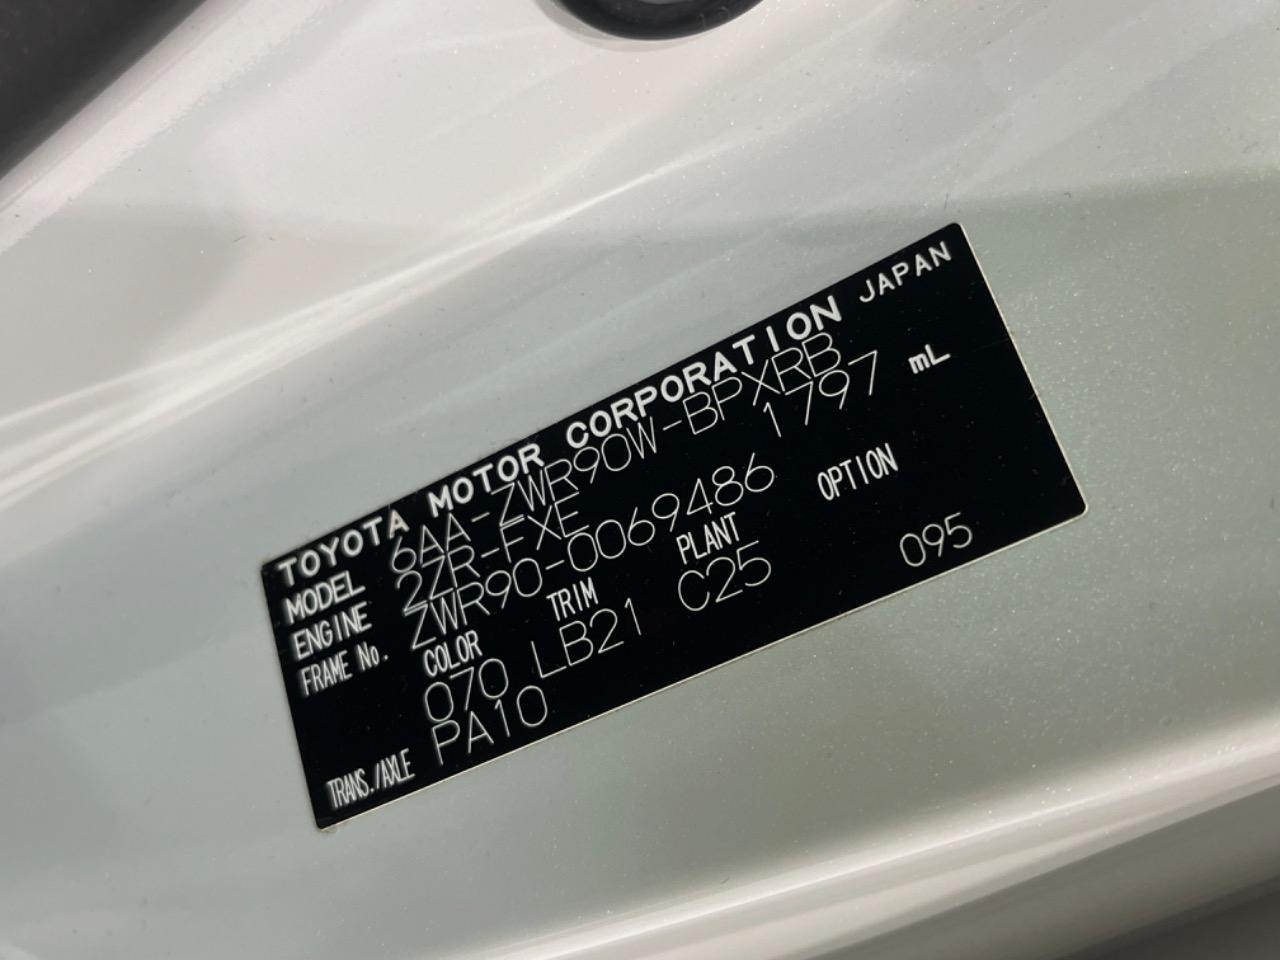 TOYOTA MOTOR CORPORATION JAPAN
MODEL 6AA-ZWR90W-BPXRB
ENGINE 2ZR-FXE 1797 mL
FRAME No. ZWR90-0069486
COLOR TRIM PLANT OPTION
070 LB21 C25 095
TRANS./AXLE PA10